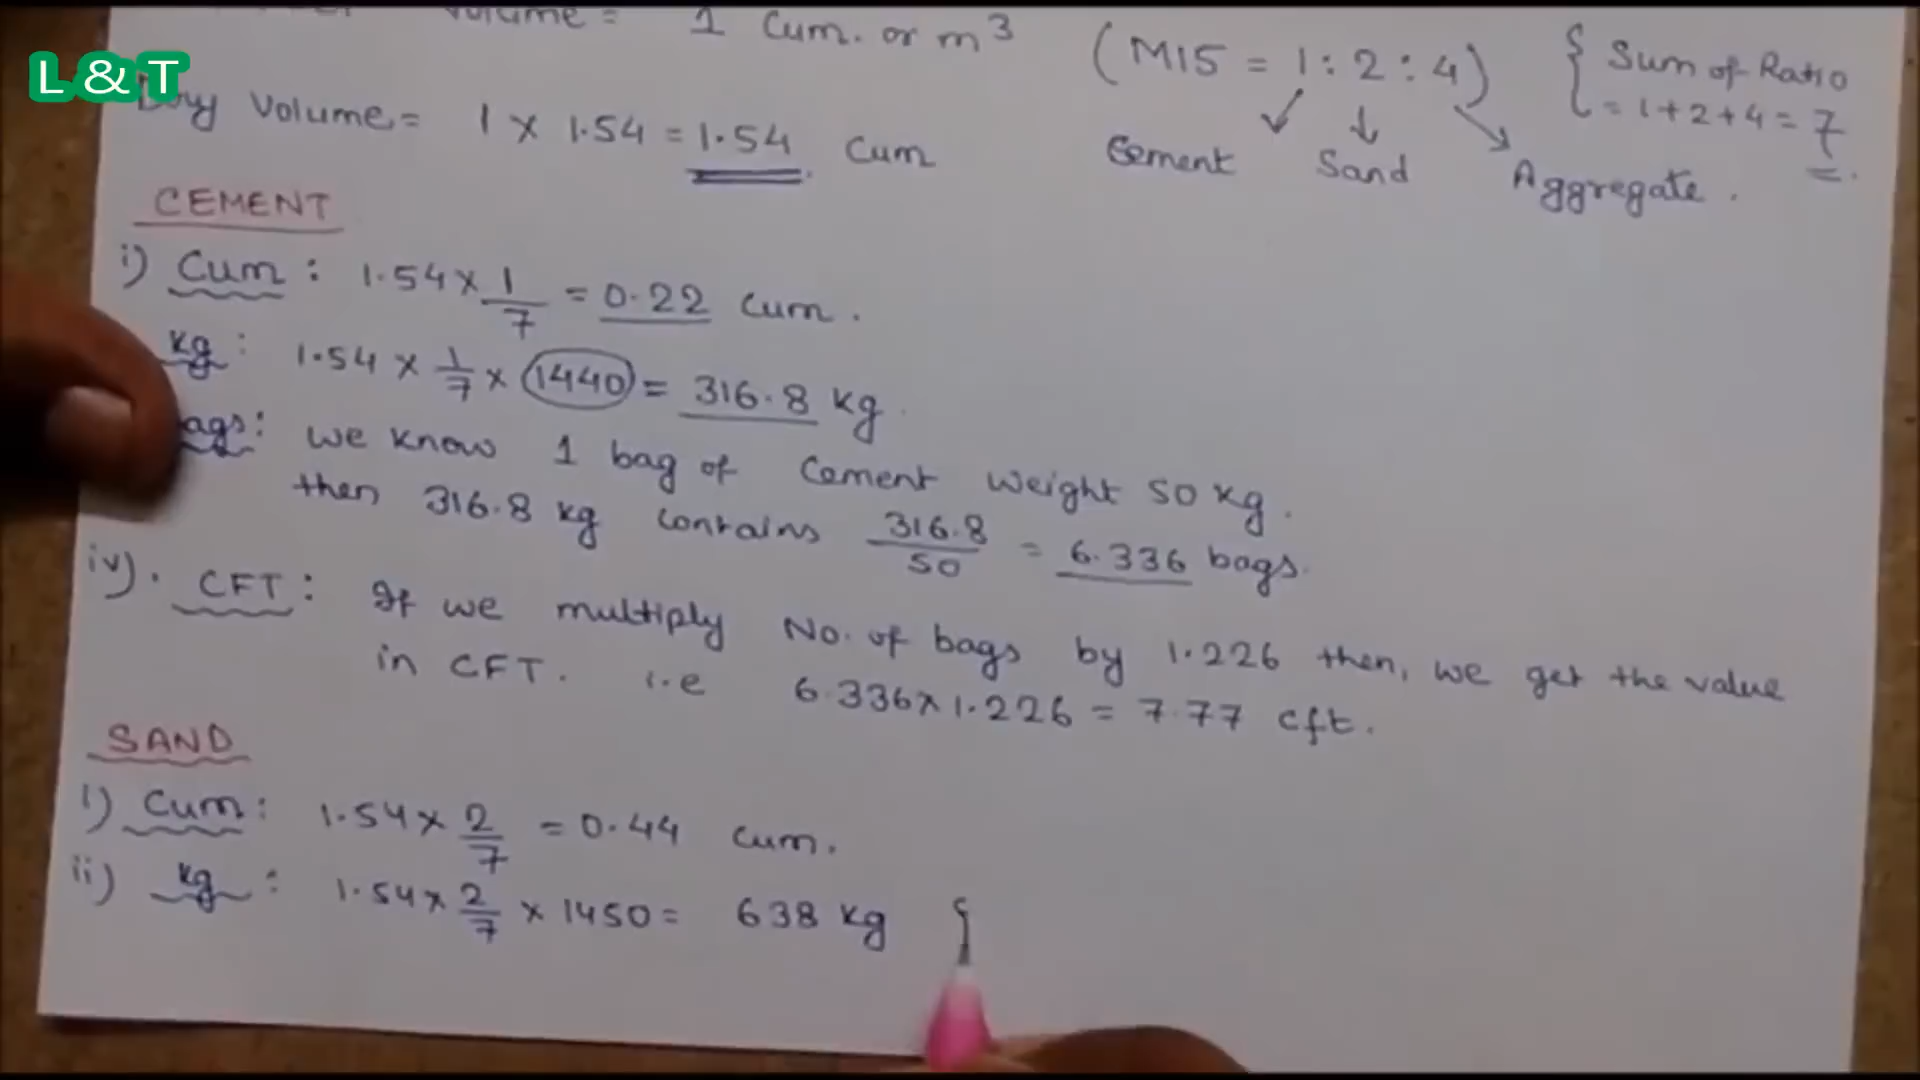 Volume = 1 Cum. or m³
L & T
Dry Volume = 1 x 1.54 = 1.54 Cum
(M15 = 1 : 2 : 4)
Cement Sand Aggregate.
{ Sum of Ratio
= 1+2+4 = 7
CEMENT
i) Cum : 1.54 x 1/7 = 0.22 Cum.
kg : 1.54 x 1/7 x 1440 = 316.8 kg.
ags : we know 1 bag of Cement weight 50 kg.
then 316.8 kg contains 316.8/50 = 6.336 bags.
iv). CFT : If we multiply No. of bags by 1.226 then, we get the value
in CFT. i.e 6.336 x 1.226 = 7.77 cft.
SAND
i) Cum : 1.54 x 2/7 = 0.44 Cum.
ii) kg : 1.54 x 2/7 x 1450 = 638 kg {